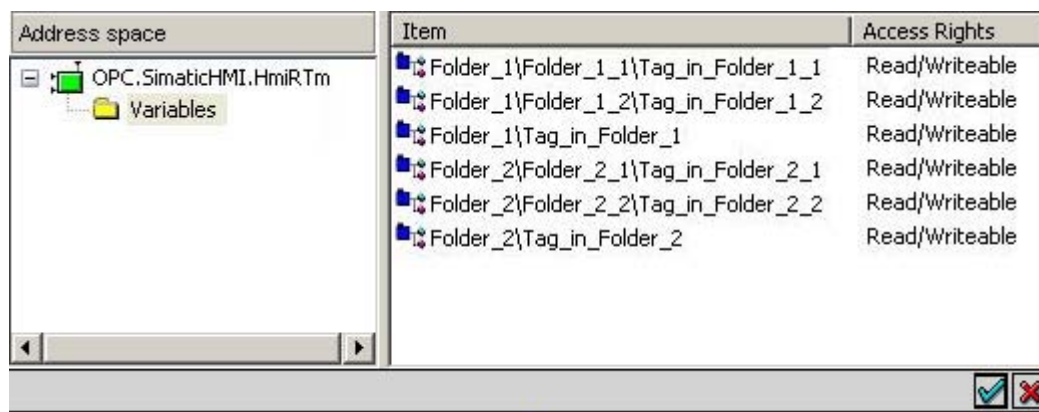 Address space
OPC.SimaticHMI.HmiRTm
Variables
Item Access Rights
Folder_1\Folder_1_1\Tag_in_Folder_1_1 Read/Writeable
Folder_1\Folder_1_2\Tag_in_Folder_1_2 Read/Writeable
Folder_1\Tag_in_Folder_1 Read/Writeable
Folder_2\Folder_2_1\Tag_in_Folder_2_1 Read/Writeable
Folder_2\Folder_2_2\Tag_in_Folder_2_2 Read/Writeable
Folder_2\Tag_in_Folder_2 Read/Writeable